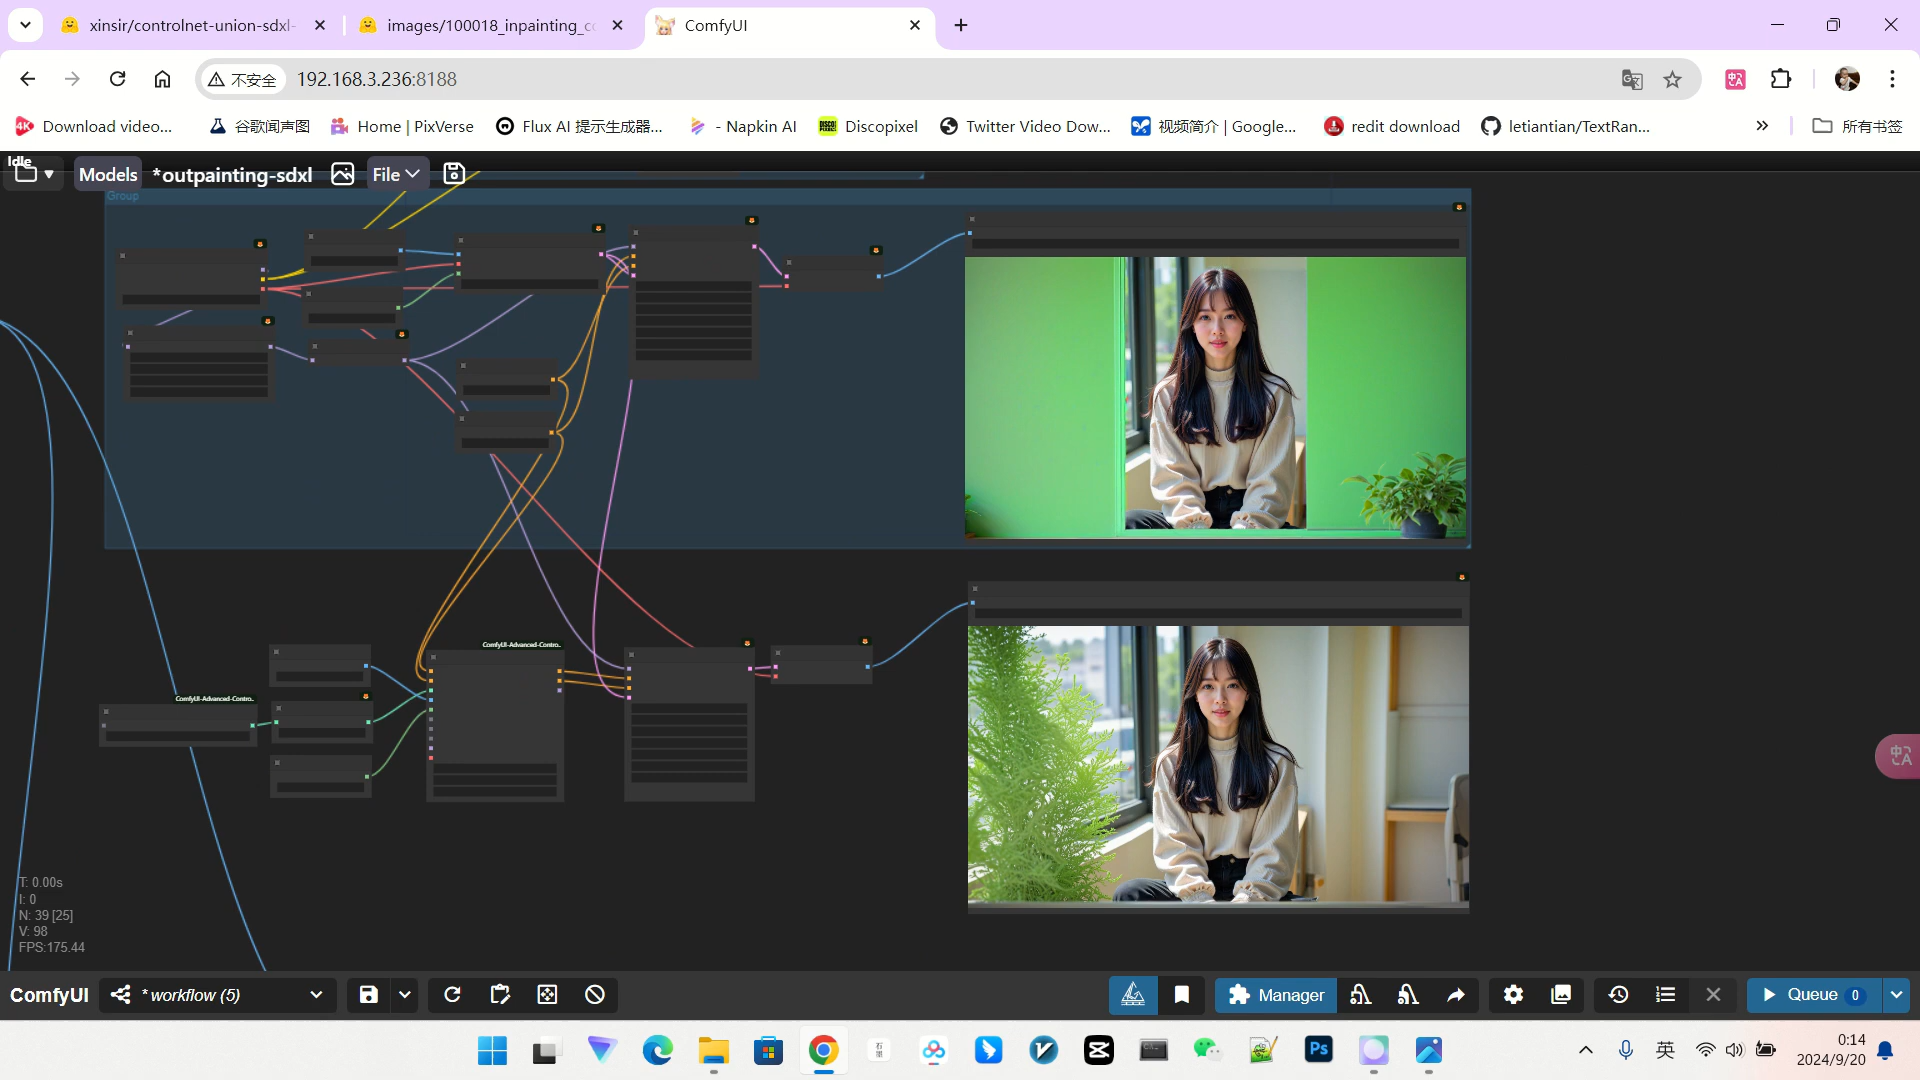 xinsir/controlnet-union-sdxl-
images/100018_inpainting_co
ComfyUI
不安全
192.168.3.236:8188
Download video...
谷歌闻声图
Home | PixVerse
Flux AI 提示生成器...
- Napkin AI
Discopixel
Twitter Video Dow...
视频简介 | Google...
redit download
letiantian/TextRan...
所有书签
Idle
Models
*outpainting-sdxl
File
Group
ComfyUI-Advanced-Contro..
ComfyUI-Advanced-Contro..
T: 0.00s
I: 0
N: 39 [25]
V: 98
FPS:175.44
ComfyUI
* workflow (5)
Manager
Queue 0
英
0:14
2024/9/20